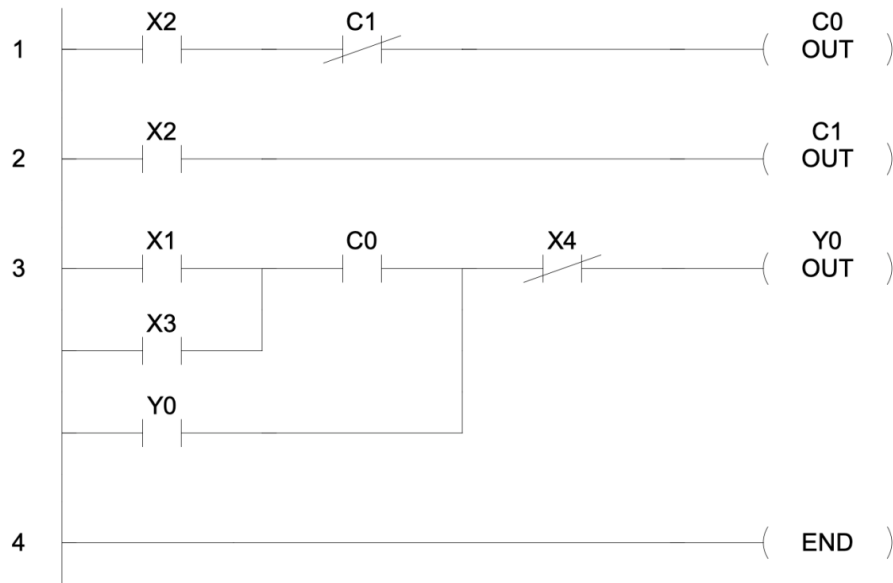 X2 C1 C0
1 OUT
X2 C1
2 OUT
X1 C0 X4 Y0
3 OUT
X3
Y0
4 END